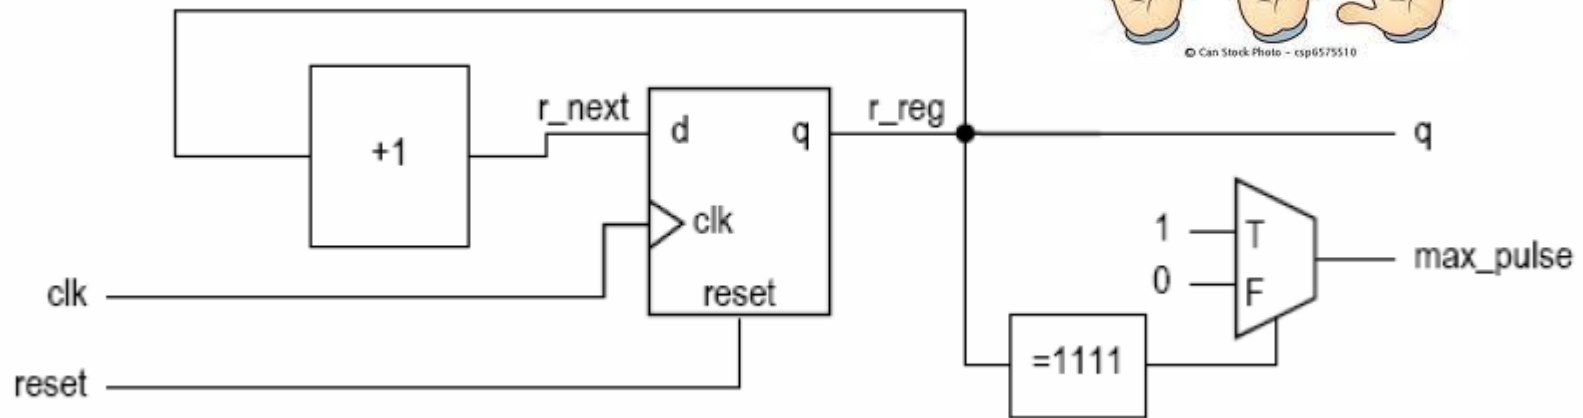 © Can Stock Photo - csp6575510
r_next
r_reg
+1
d
q
q
clk
1
T
max_pulse
0
F
clk
reset
=1111
reset